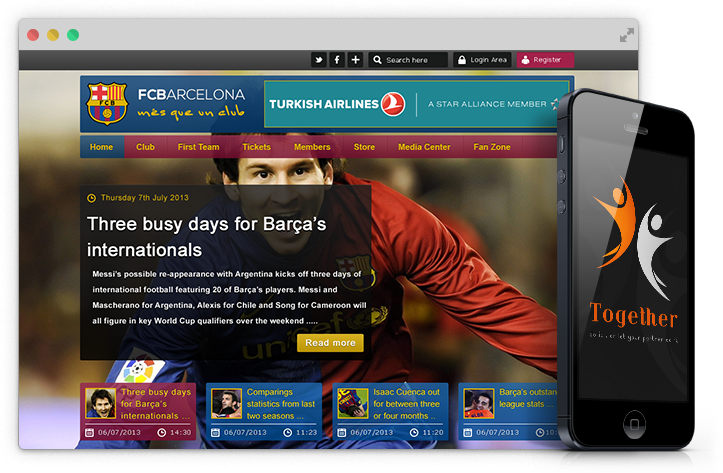 Search here
Login Area
Register
FCB
FCBARCELONA
més que un club
TURKISH AIRLINES
A STAR ALLIANCE MEMBER
Home
Club
First Team
Tickets
Members
Store
Media Center
Fan Zone
Thursday 7th July 2013
Three busy days for Barça's
internationals
Messi's possible re-appearance with Argentina kicks off three days of
international football featuring 20 of Barça's players. Messi and
Mascherano for Argentina, Alexis for Chile and Song for Cameroon will
all figure in key World Cup qualifiers over the weekend .....
Read more
unicef
Three busy days
for Barça's
internationals ...
06/07/2013
14:30
Comparings
statistics from last
two seasons ...
06/07/2013
11:23
Isaac Cuenca out
for between three
or four months ..
06/07/2013
11:20
Barça's outstan
league stats ...
06/07/2013
Together